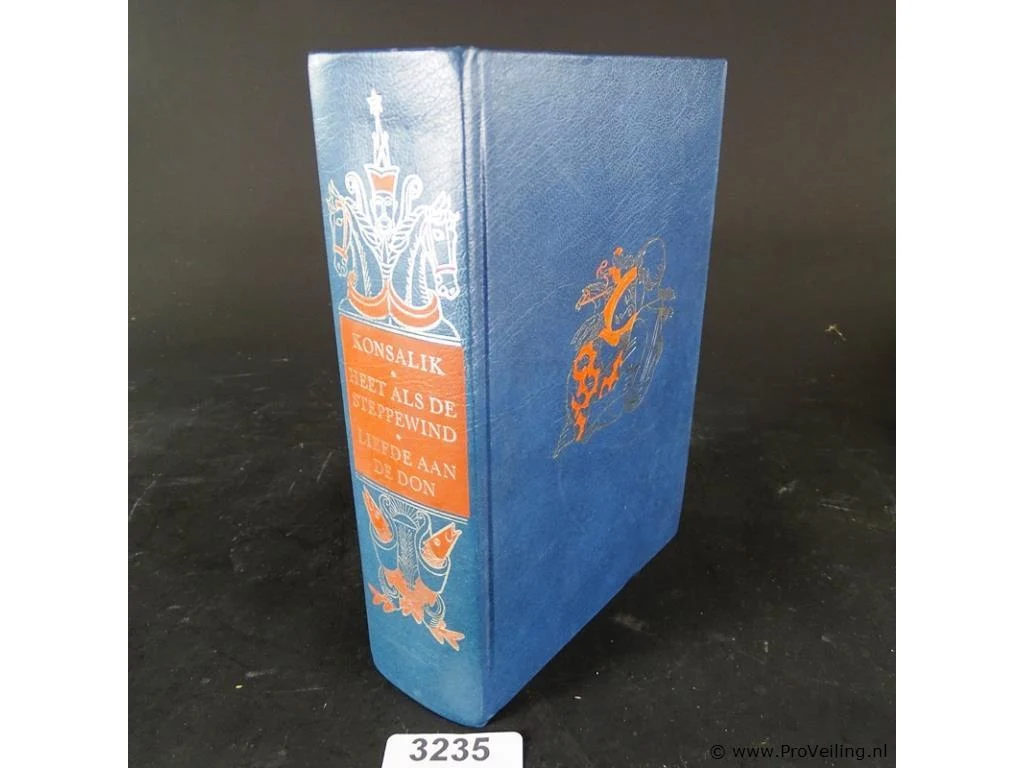 KONSALIK
HEET ALS DE
STEPPEWIND
LIEFDE AAN
DE DON
3235
© www.ProVeiling.nl